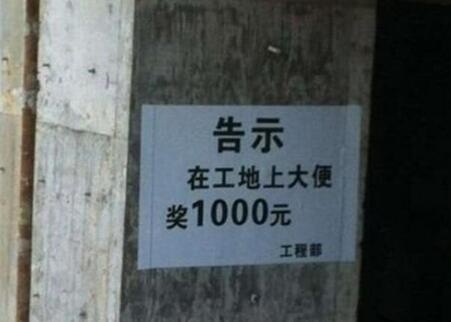 告示
在工地上大便
奖1000元
工程部